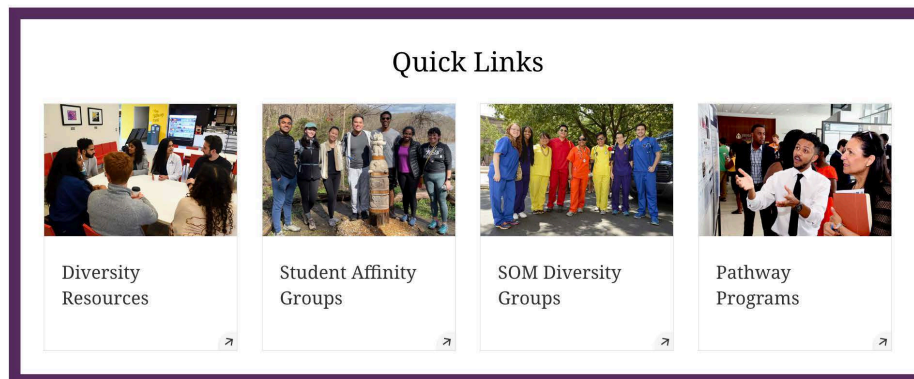 Quick Links
Diversity
Resources
Student Affinity
Groups
SOM Diversity
Groups
Pathway
Programs